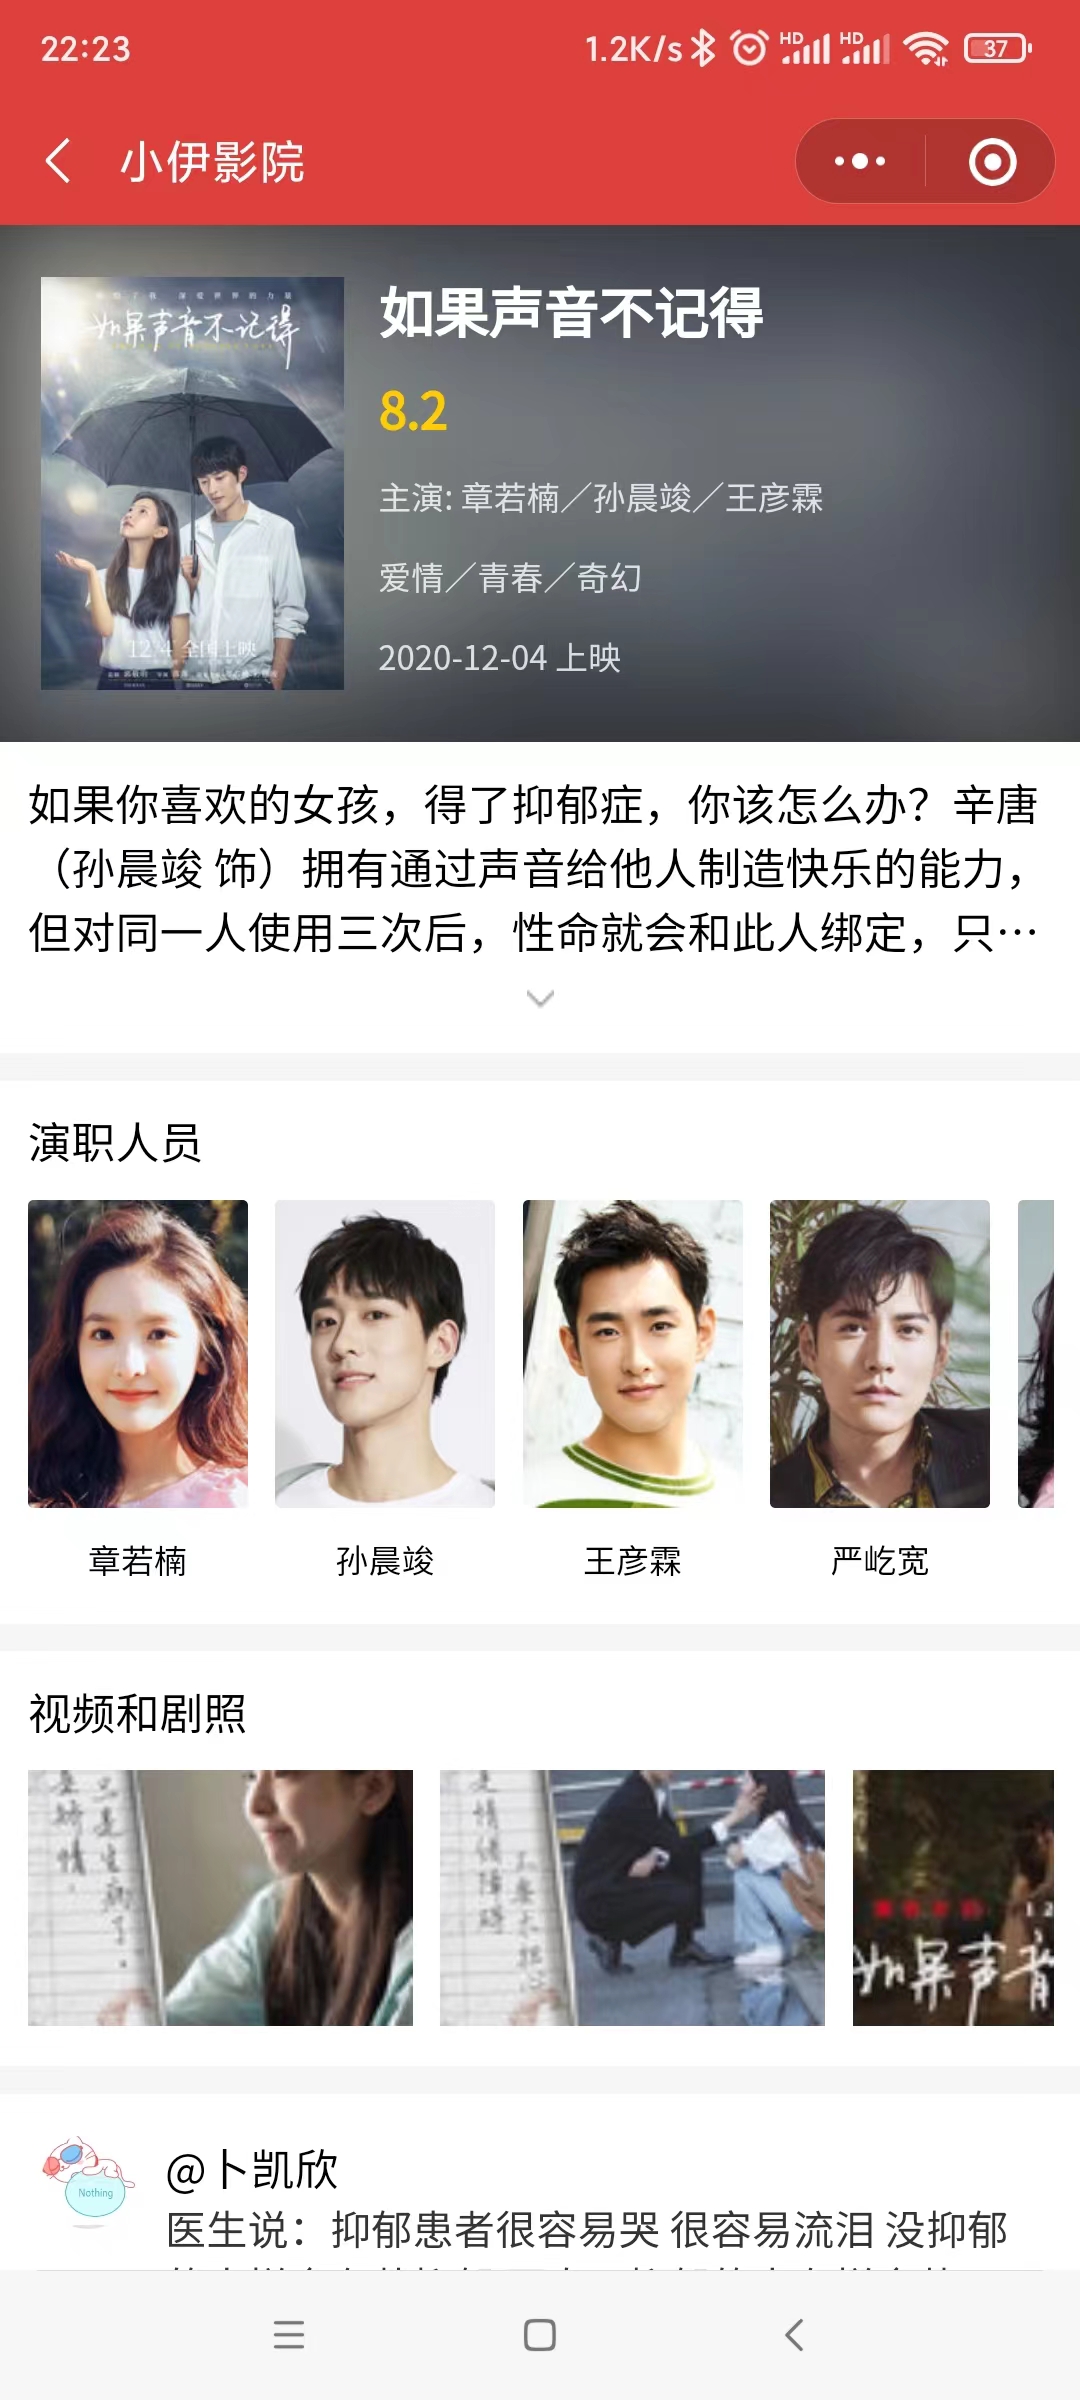 22:23
1.2K/s
HD
HD
37
小伊影院
如果声音不记得
如果声音不记得
8.2
主演: 章若楠／孙晨竣／王彦霖
爱情／青春／奇幻
12 4 全国上映
2020-12-04 上映
如果你喜欢的女孩，得了抑郁症，你该怎么办？辛唐
（孙晨竣 饰）拥有通过声音给他人制造快乐的能力，
但对同一人使用三次后，性命就会和此人绑定，只…
演职人员
章若楠
孙晨竣
王彦霖
严屹宽
视频和剧照
如果声音
Nothing
@卜凯欣
医生说：抑郁患者很容易哭 很容易流泪 没抑郁